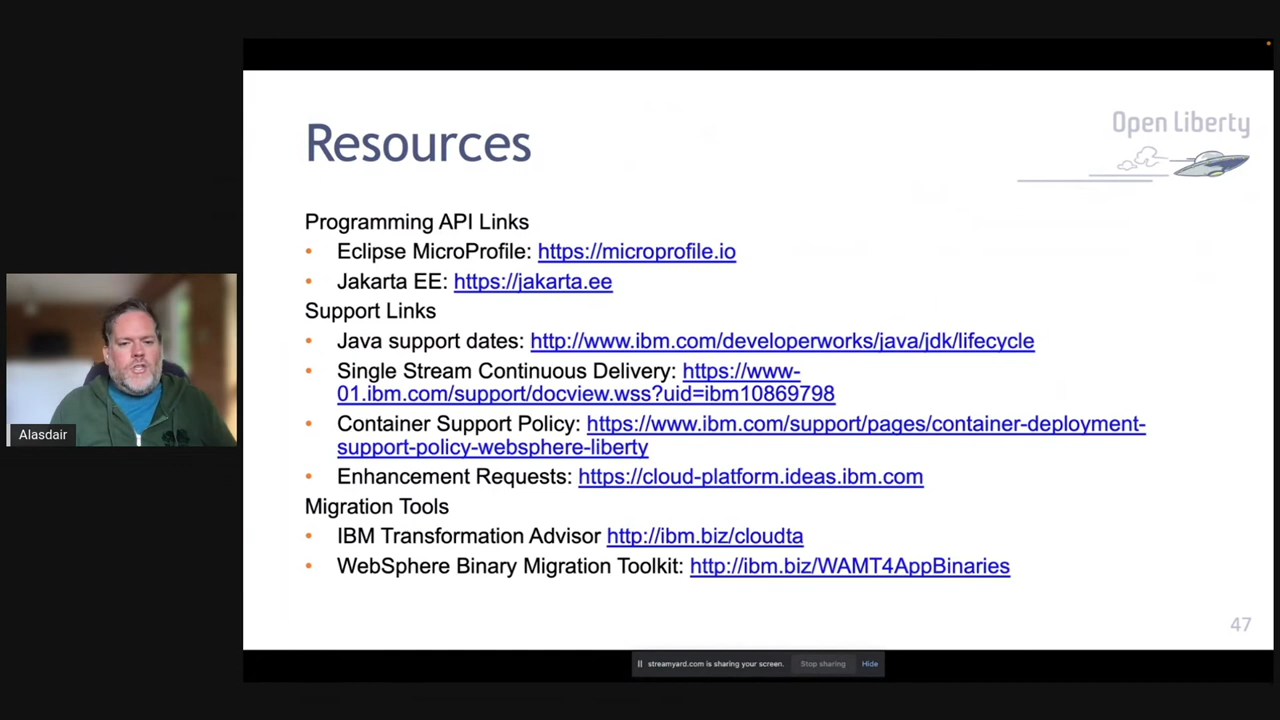 Resources
Open Liberty
Programming API Links
• Eclipse MicroProfile: https://microprofile.io
• Jakarta EE: https://jakarta.ee
Support Links
• Java support dates: http://www.ibm.com/developerworks/java/jdk/lifecycle
• Single Stream Continuous Delivery: https://www-
01.ibm.com/support/docview.wss?uid=ibm10869798
• Container Support Policy: https://www.ibm.com/support/pages/container-deployment-
support-policy-websphere-liberty
• Enhancement Requests: https://cloud-platform.ideas.ibm.com
Migration Tools
• IBM Transformation Advisor http://ibm.biz/cloudta
• WebSphere Binary Migration Toolkit: http://ibm.biz/WAMT4AppBinaries
47
Alasdair
streamyard.com is sharing your screen. Stop sharing Hide